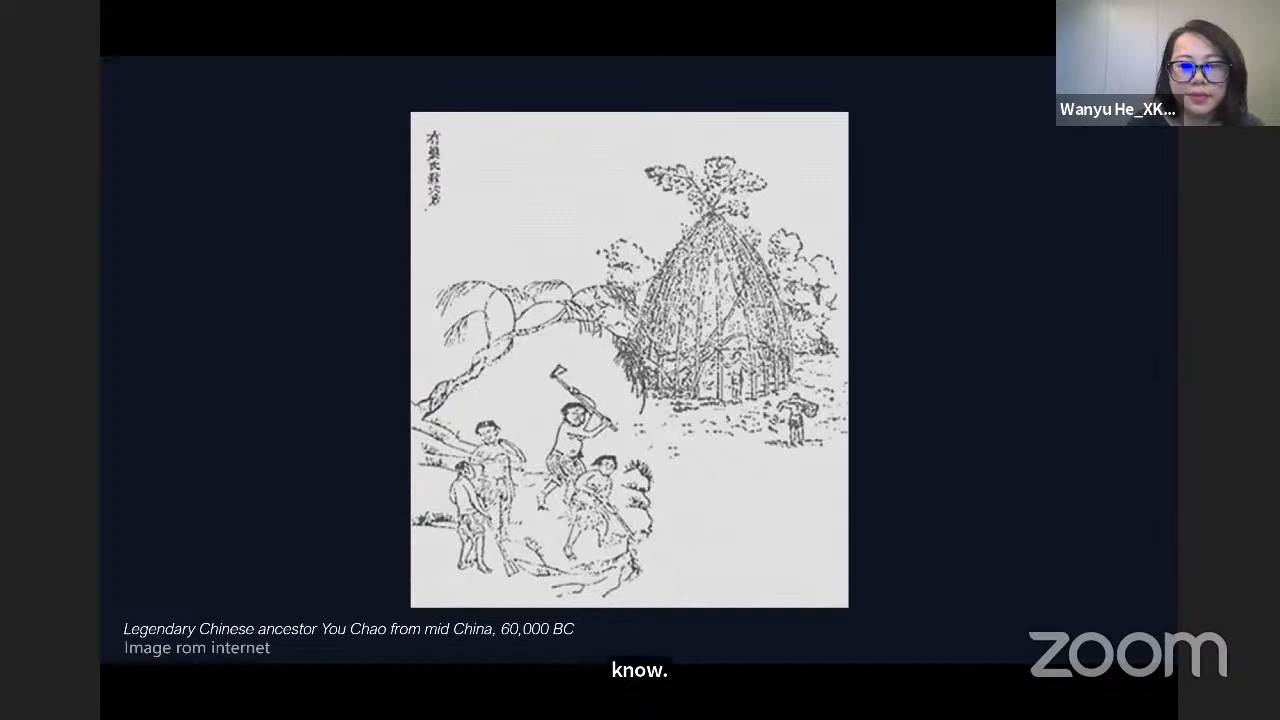 Wanyu He_XK...
Legendary Chinese ancestor You Chao from mid China, 60,000 BC
Image rom internet
zoom
know.